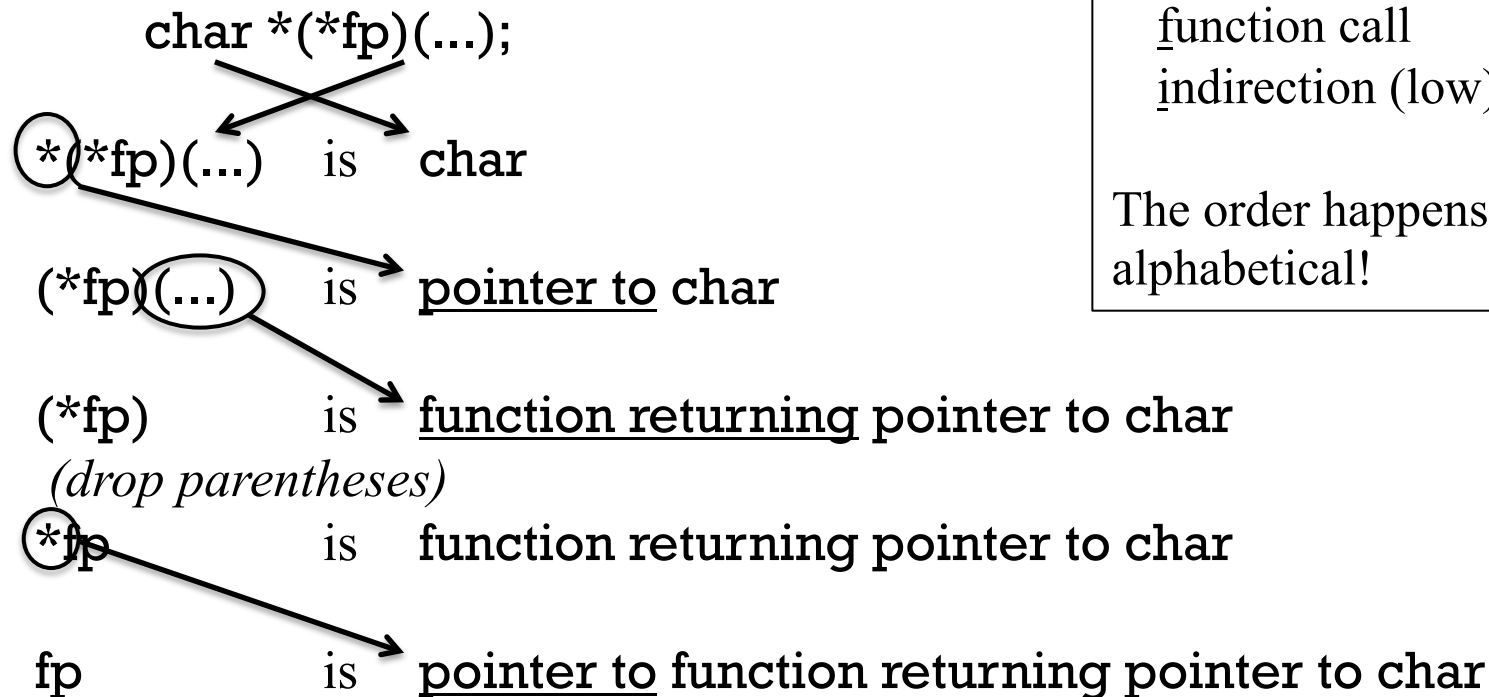 char *(*fp)(...);
*(*fp)(...) is char
(*fp)(...) is pointer to char
(*fp) is function returning pointer to char
(drop parentheses)
*fp is function returning pointer to char
fp is pointer to function returning pointer to char
function call
indirection (low)
The order happens
alphabetical!